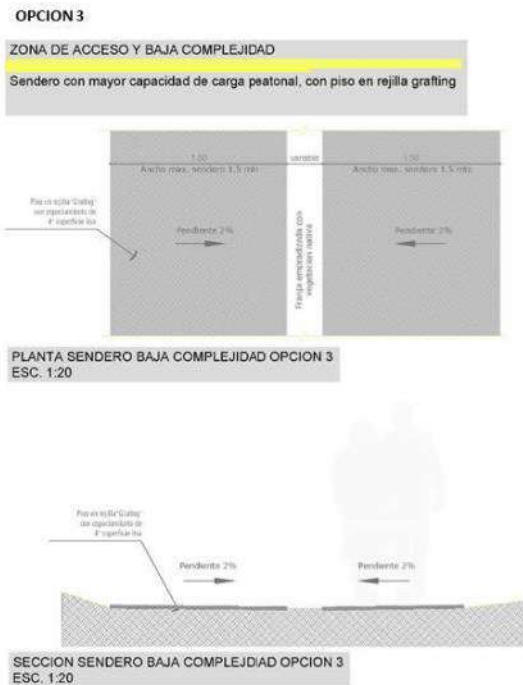 OPCION 3
ZONA DE ACCESO Y BAJA COMPLEJIDAD
Sendero con mayor capacidad de carga peatonal, con piso en rejilla grafting
1.50
variable
1.50
Ancho max. sendero 1.5 mts
Ancho max. sendero 1.5 mts
Piso en rejilla "Grafting"
con espaciamiento de
4" superficie lisa
Pendiente 2%
Franja empradizada con
vegetacion nativa
Pendiente 2%
PLANTA SENDERO BAJA COMPLEJIDAD OPCION 3
ESC. 1:20
Piso en rejilla "Grafting"
con espaciamiento de
4" superficie lisa
Pendiente 2%
Pendiente 2%
SECCION SENDERO BAJA COMPLEJDIAD OPCION 3
ESC. 1:20